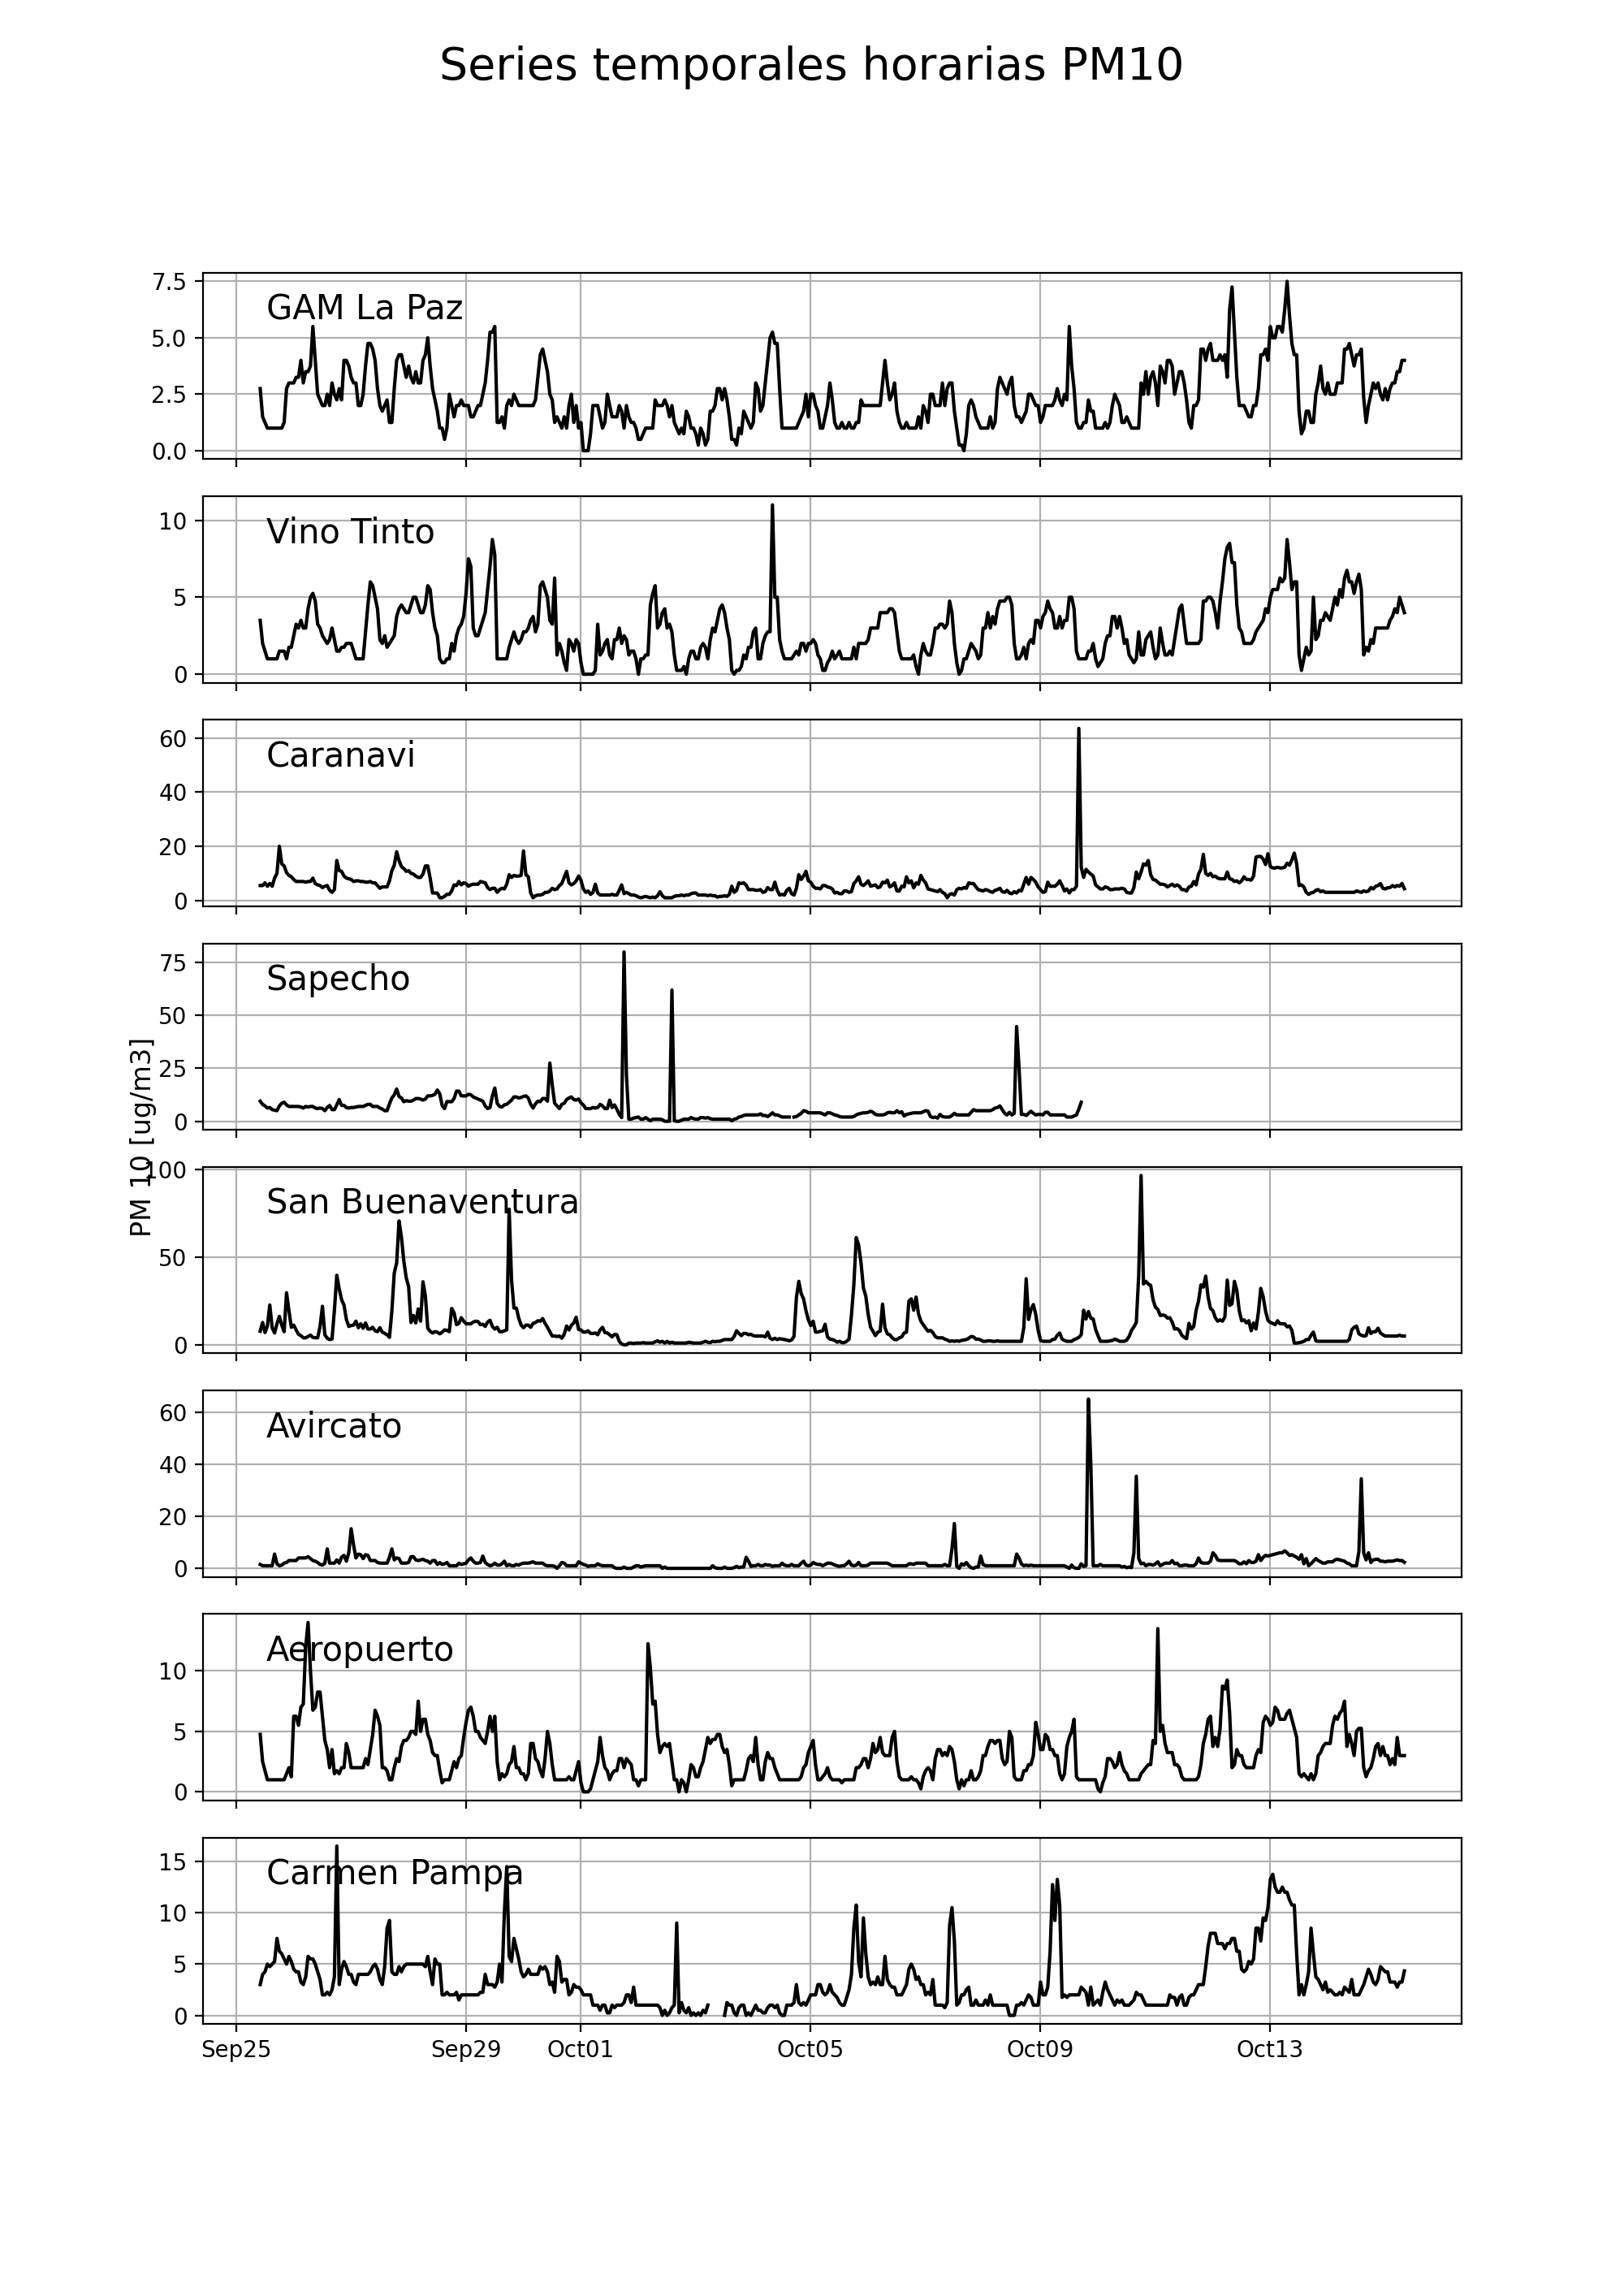 Series temporales horarias PM10
7.5
5.0
2.5
0.0
GAM La Paz
10
5
0
Vino Tinto
60
40
20
0
Caranavi
75
50
25
0
Sapecho
PM 10 [ug/m3]
100
50
0
San Buenaventura
60
40
20
0
Avircato
10
5
0
Aeropuerto
15
10
5
0
Carmen Pampa
Sep25 Sep29 Oct01 Oct05 Oct09 Oct13